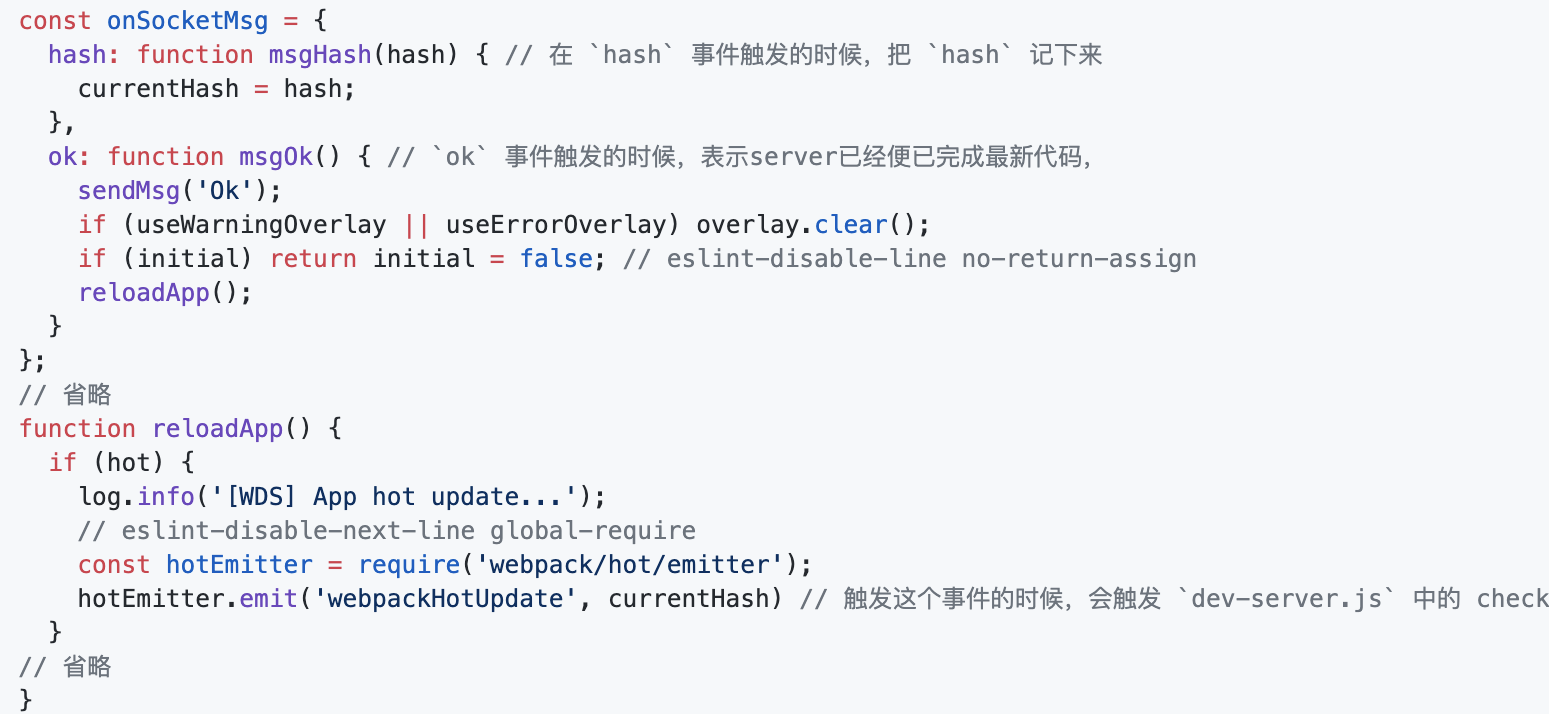 const onSocketMsg = {
  hash: function msgHash(hash) { // 在 `hash` 事件触发的时候，把 `hash` 记下来
    currentHash = hash;
  },
  ok: function msgOk() { // `ok` 事件触发的时候，表示server已经便已完成最新代码，
    sendMsg('Ok');
    if (useWarningOverlay || useErrorOverlay) overlay.clear();
    if (initial) return initial = false; // eslint-disable-line no-return-assign
    reloadApp();
  }
};
// 省略
function reloadApp() {
  if (hot) {
    log.info('[WDS] App hot update...');
    // eslint-disable-next-line global-require
    const hotEmitter = require('webpack/hot/emitter');
    hotEmitter.emit('webpackHotUpdate', currentHash) // 触发这个事件的时候，会触发 `dev-server.js` 中的 check
  }
// 省略
}